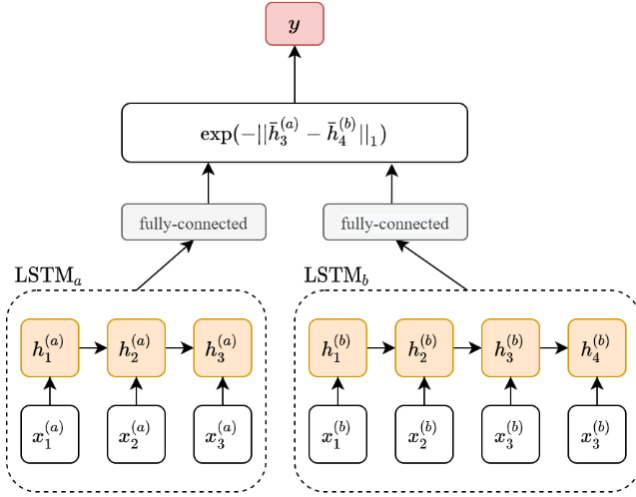 y
exp(−||h̄₃⁽ᵃ⁾ − h̄₄⁽ᵇ⁾||₁)
fully-connected fully-connected
LSTMₐ LSTM_b
h₁⁽ᵃ⁾ h₂⁽ᵃ⁾ h₃⁽ᵃ⁾ h₁⁽ᵇ⁾ h₂⁽ᵇ⁾ h₃⁽ᵇ⁾ h₄⁽ᵇ⁾
x₁⁽ᵃ⁾ x₂⁽ᵃ⁾ x₃⁽ᵃ⁾ x₁⁽ᵇ⁾ x₂⁽ᵇ⁾ x₃⁽ᵇ⁾ x₃⁽ᵇ⁾